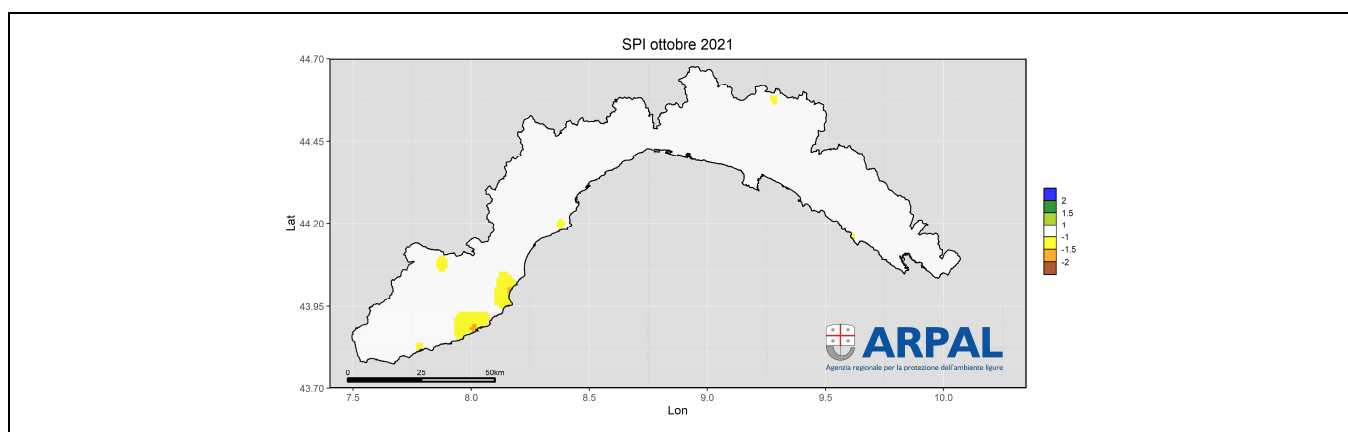 SPI ottobre 2021
44.70
44.45
44.20
43.95
43.70
Lat
7.5 8.0 8.5 9.0 9.5 10.0
Lon
0 25 50km
2
1.5
1
-1
-1.5
-2
ARPAL
Agenzia regionale per la protezione dell'ambiente ligure